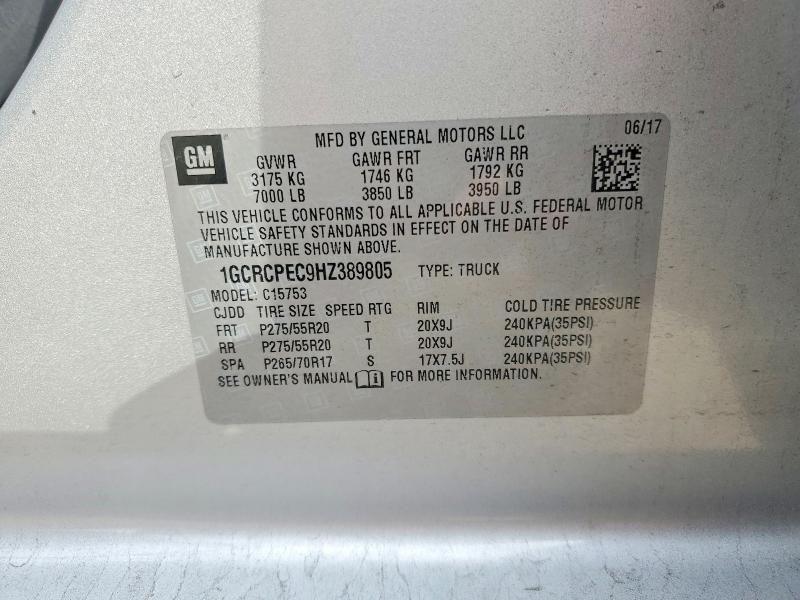 GM
MFD BY GENERAL MOTORS LLC 06/17
GVWR GAWR FRT GAWR RR
3175 KG 1746 KG 1792 KG
7000 LB 3850 LB 3950 LB
THIS VEHICLE CONFORMS TO ALL APPLICABLE U.S. FEDERAL MOTOR
VEHICLE SAFETY STANDARDS IN EFFECT ON THE DATE OF
MANUFACTURE SHOWN ABOVE.
1GCRCPEC9HZ389805 TYPE: TRUCK
MODEL: C15753
CJDD TIRE SIZE SPEED RTG RIM COLD TIRE PRESSURE
FRT P275/55R20 T 20X9J 240KPA(35PSI)
RR P275/55R20 T 20X9J 240KPA(35PSI)
SPA P265/70R17 S 17X7.5J 240KPA(35PSI)
SEE OWNER'S MANUAL FOR MORE INFORMATION.